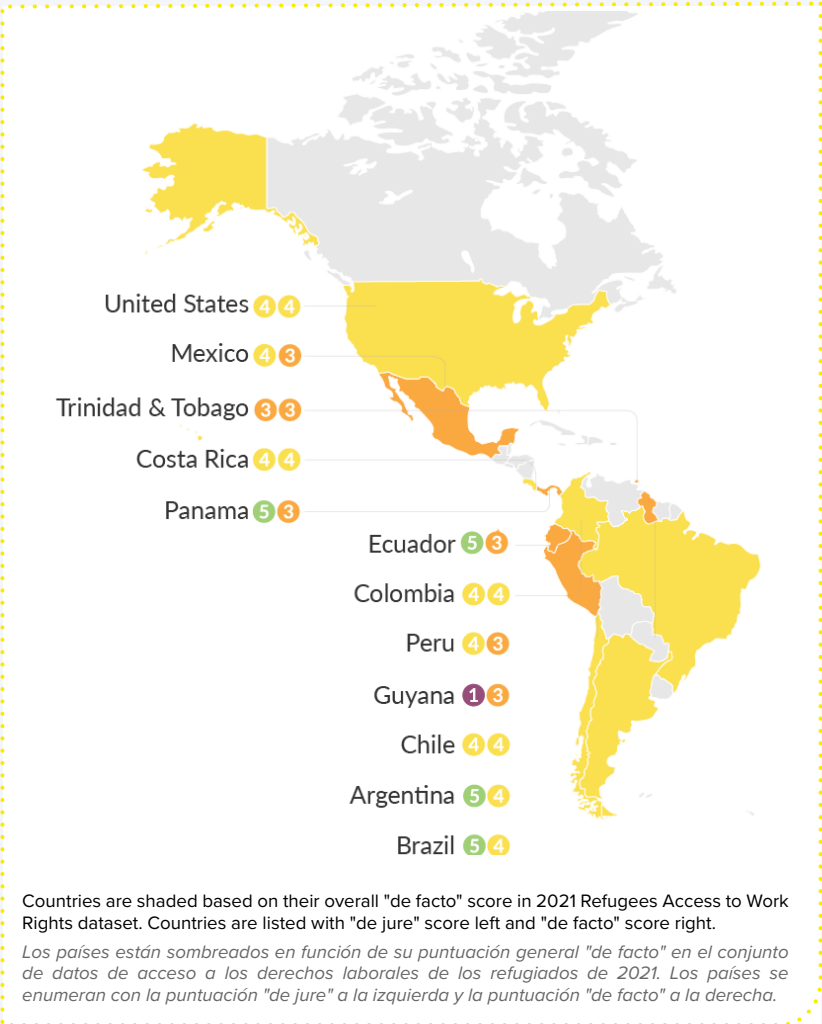 United States 4 4
Mexico 4 3
Trinidad & Tobago 3 3
Costa Rica 4 4
Panama 5 3
Ecuador 5 3
Colombia 4 4
Peru 4 3
Guyana 1 3
Chile 4 4
Argentina 5 4
Brazil 5 4
Countries are shaded based on their overall "de facto" score in 2021 Refugees Access to Work
Rights dataset. Countries are listed with "de jure" score left and "de facto" score right.
Los países están sombreados en función de su puntuación general "de facto" en el conjunto
de datos de acceso a los derechos laborales de los refugiados de 2021. Los países se
enumeran con la puntuación "de jure" a la izquierda y la puntuación "de facto" a la derecha.